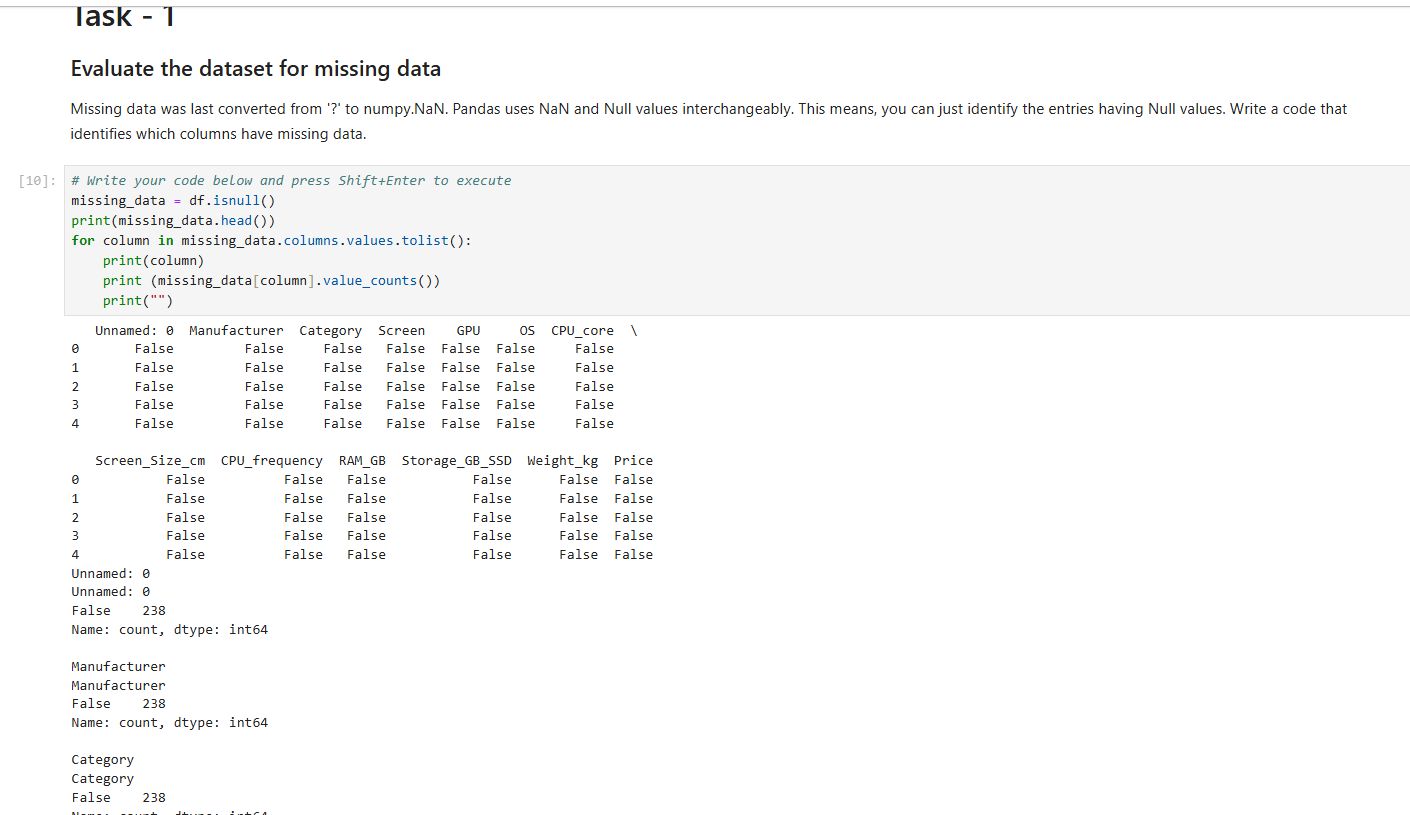 Task - 1
Evaluate the dataset for missing data
Missing data was last converted from '?' to numpy.NaN. Pandas uses NaN and Null values interchangeably. This means, you can just identify the entries having Null values. Write a code that
identifies which columns have missing data.
[10]: # Write your code below and press Shift+Enter to execute
missing_data = df.isnull()
print(missing_data.head())
for column in missing_data.columns.values.tolist():
    print(column)
    print (missing_data[column].value_counts())
    print("")
   Unnamed: 0  Manufacturer  Category  Screen    GPU     OS  CPU_core  \
0       False         False     False   False  False  False     False
1       False         False     False   False  False  False     False
2       False         False     False   False  False  False     False
3       False         False     False   False  False  False     False
4       False         False     False   False  False  False     False
   Screen_Size_cm  CPU_frequency  RAM_GB  Storage_GB_SSD  Weight_kg  Price
0           False          False   False           False      False  False
1           False          False   False           False      False  False
2           False          False   False           False      False  False
3           False          False   False           False      False  False
4           False          False   False           False      False  False
Unnamed: 0
Unnamed: 0
False    238
Name: count, dtype: int64
Manufacturer
Manufacturer
False    238
Name: count, dtype: int64
Category
Category
False    238
Name: count, dtype: int64